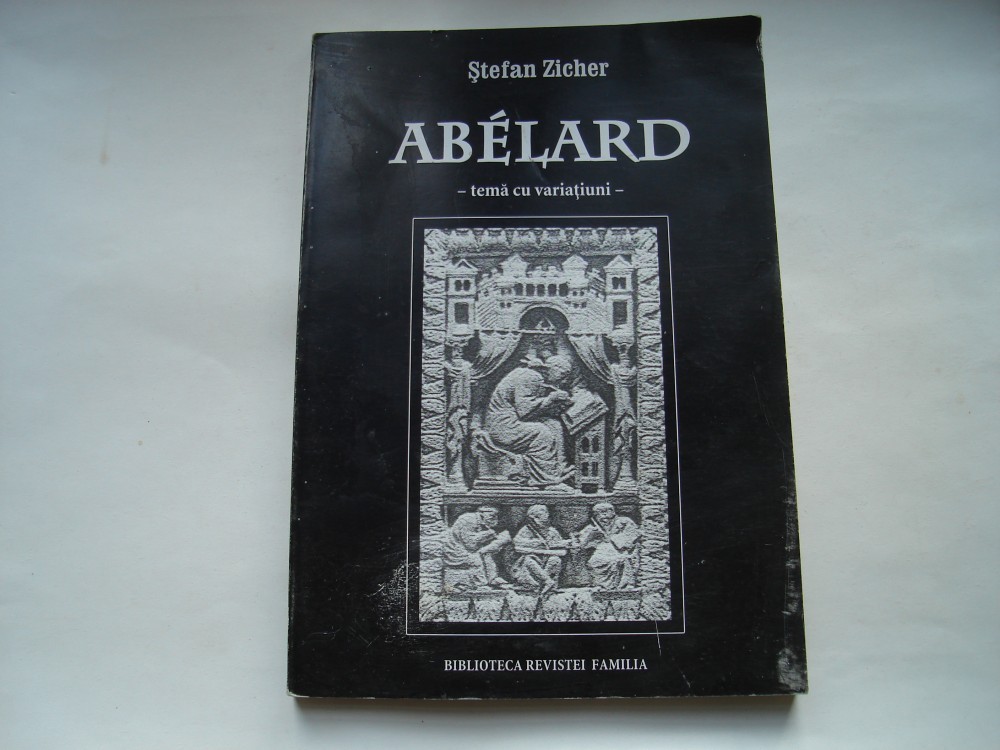 Ştefan Zicher
ABÉLARD
– temă cu variaţiuni –
BIBLIOTECA REVISTEI FAMILIA